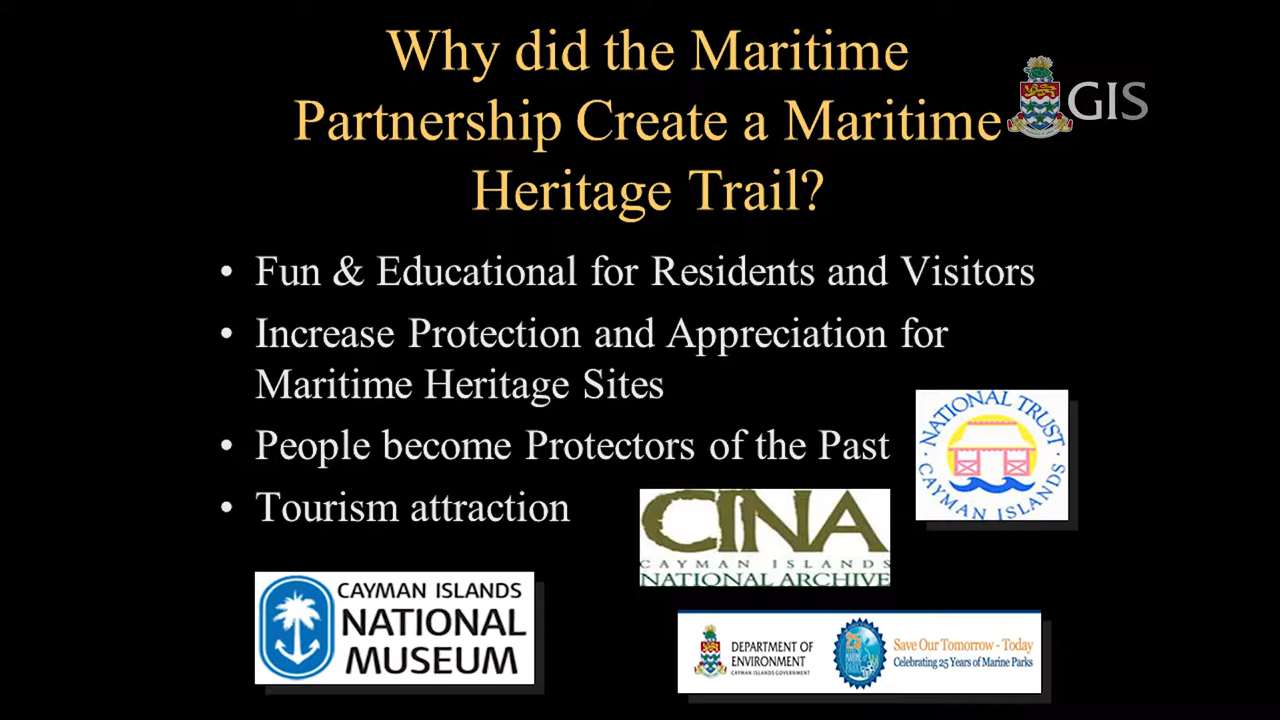 Why did the Maritime
Partnership Create a Maritime
Heritage Trail?
GIS
• Fun & Educational for Residents and Visitors
• Increase Protection and Appreciation for
Maritime Heritage Sites
• People become Protectors of the Past
• Tourism attraction
NATIONAL TRUST
CAYMAN ISLANDS
CINA
CAYMAN ISLANDS
NATIONAL ARCHIVE
CAYMAN ISLANDS
NATIONAL
MUSEUM
DEPARTMENT OF
ENVIRONMENT
CAYMAN ISLANDS GOVERNMENT
Save Our Tomorrow - Today
Celebrating 25 Years of Marine Parks